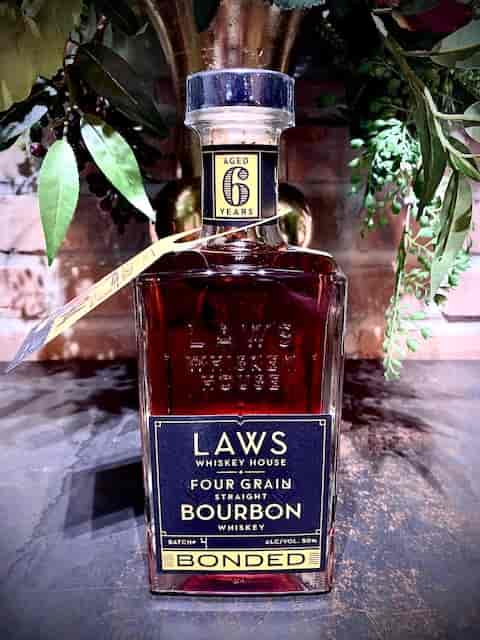 AGED
6
YEARS
LAWS
WHISKEY
HOUSE
LAWS
WHISKEY HOUSE
FOUR GRAIN
STRAIGHT
BOURBON
WHISKEY
BATCH# 4 ALC/VOL. 50%
BONDED